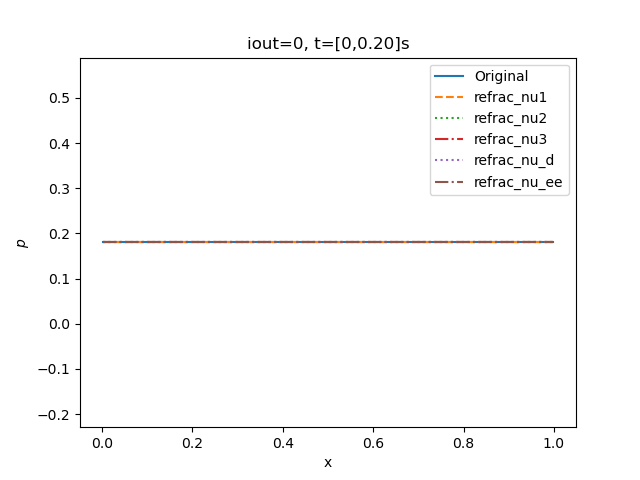 iout=0, t=[0,0.20]s
Original
refrac_nu1
refrac_nu2
refrac_nu3
refrac_nu_d
refrac_nu_ee
0.5
0.4
0.3
0.2
0.1
0.0
−0.1
−0.2
p
0.0 0.2 0.4 0.6 0.8 1.0
x